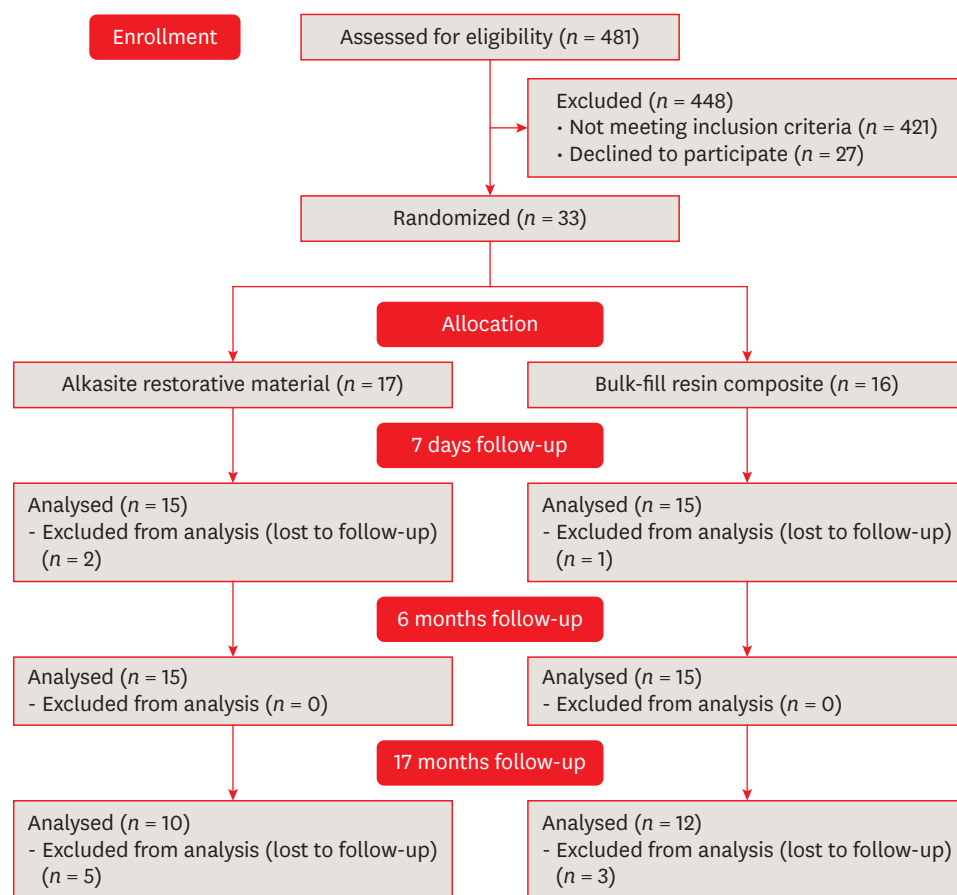 Enrollment
Assessed for eligibility (n = 481)
Excluded (n = 448)
· Not meeting inclusion criteria (n = 421)
· Declined to participate (n = 27)
Randomized (n = 33)
Allocation
Alkasite restorative material (n = 17)
Bulk-fill resin composite (n = 16)
7 days follow-up
Analysed (n = 15)
- Excluded from analysis (lost to follow-up)
(n = 2)
Analysed (n = 15)
- Excluded from analysis (lost to follow-up)
(n = 1)
6 months follow-up
Analysed (n = 15)
- Excluded from analysis (n = 0)
Analysed (n = 15)
- Excluded from analysis (n = 0)
17 months follow-up
Analysed (n = 10)
- Excluded from analysis (lost to follow-up)
(n = 5)
Analysed (n = 12)
- Excluded from analysis (lost to follow-up)
(n = 3)